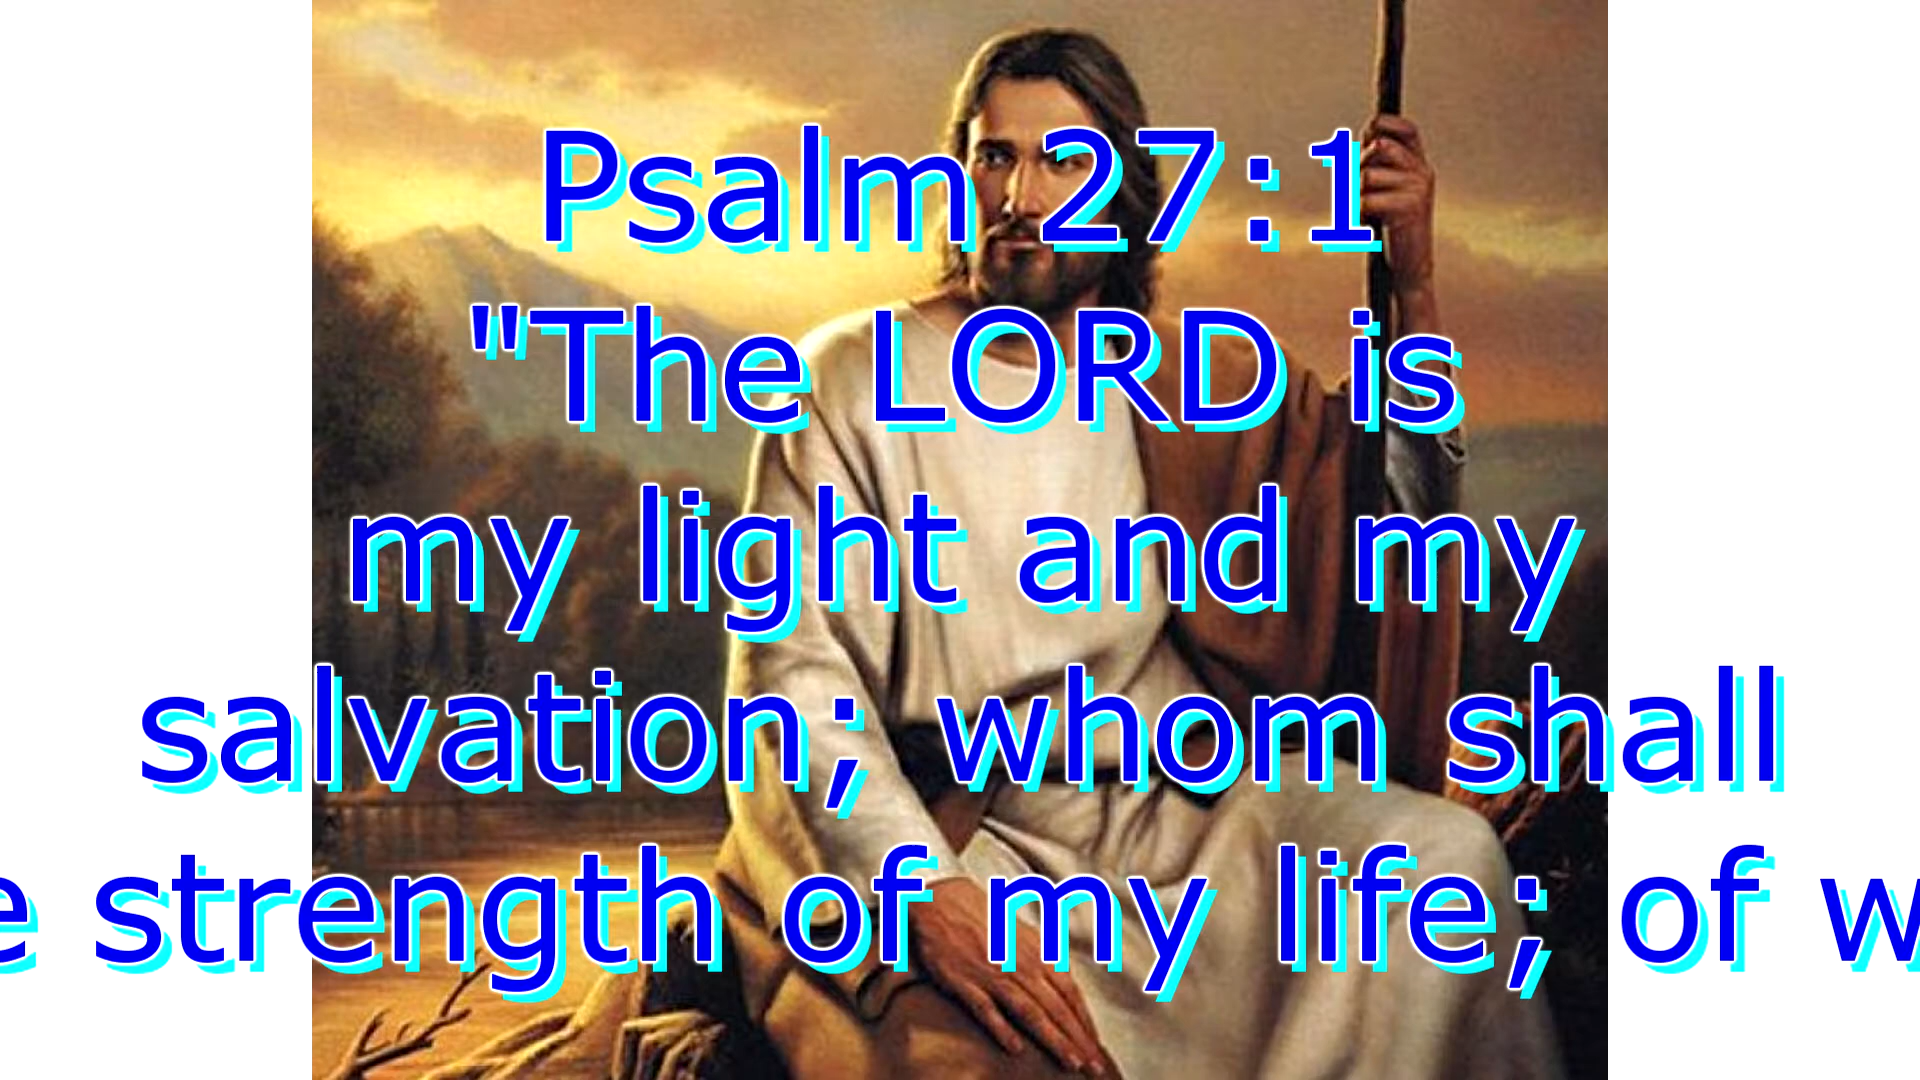 Psalm 27:1
"The LORD is
my light and my
salvation; whom shall
e strength of my life; of w